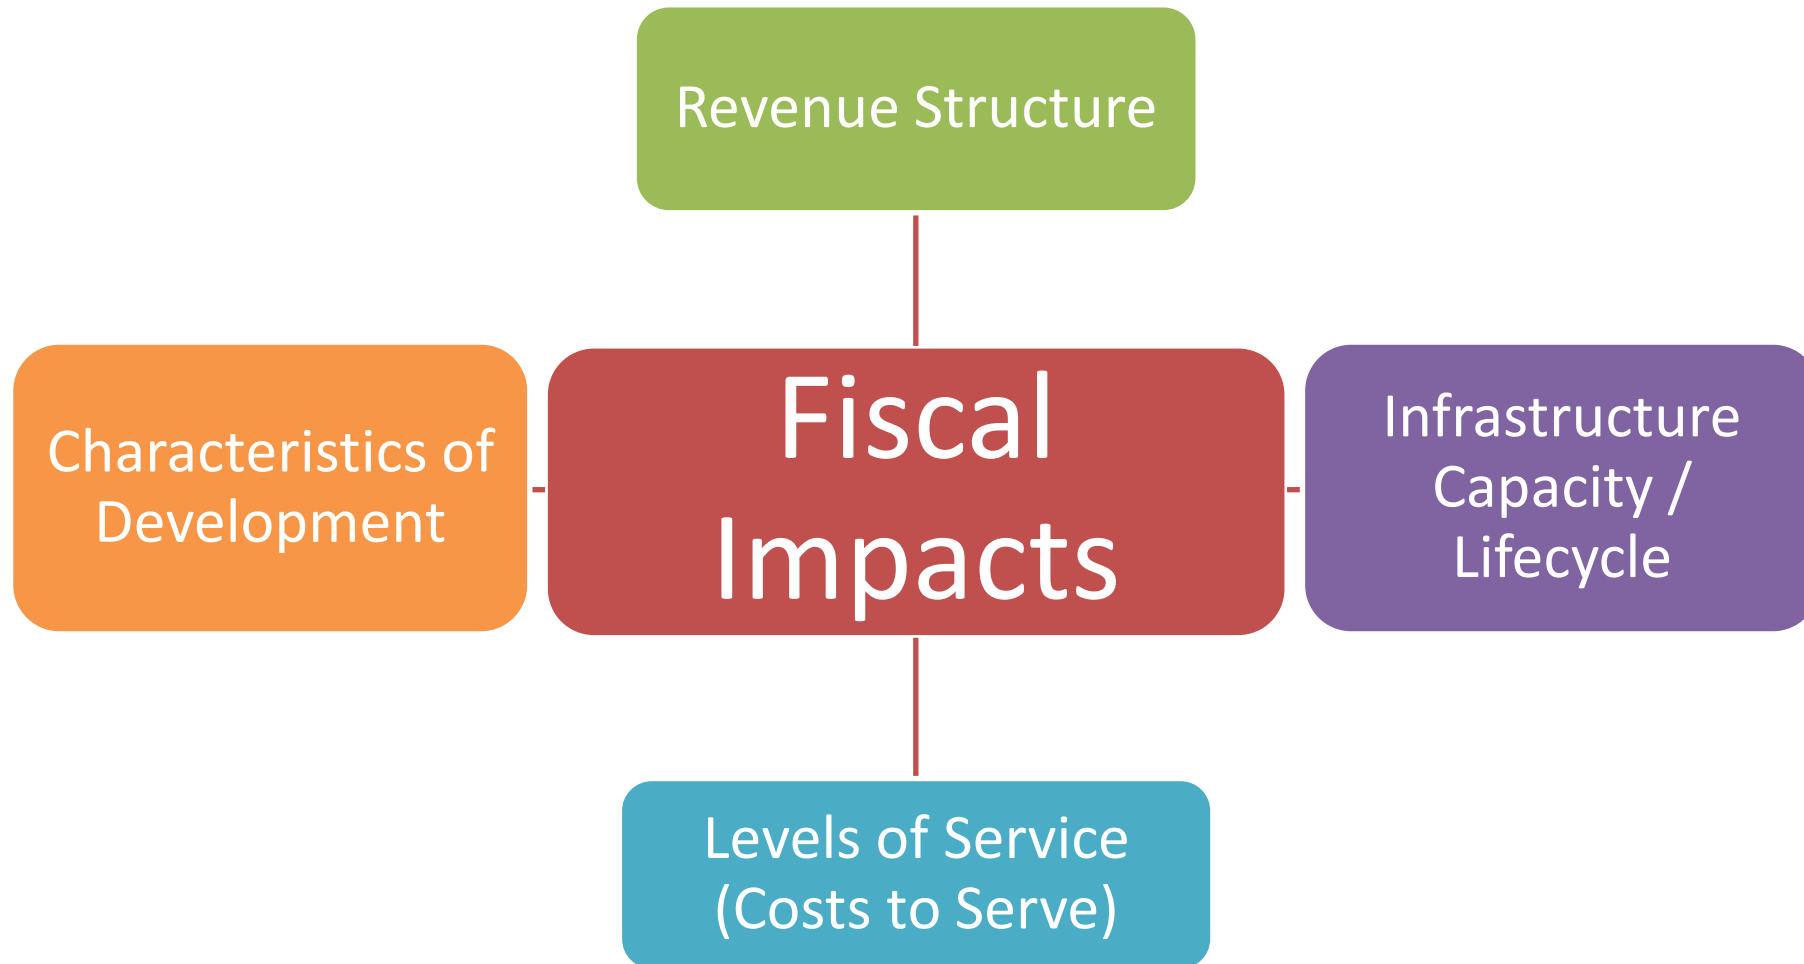 Revenue Structure
Characteristics of
Development
Fiscal
Impacts
Infrastructure
Capacity /
Lifecycle
Levels of Service
(Costs to Serve)